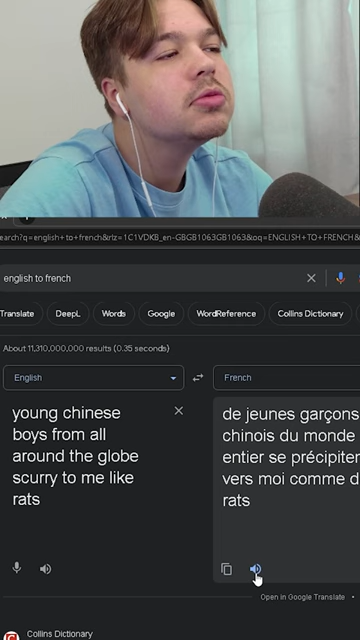 earch?q=english+to+french&rlz=1C1VDKB_en-GBGB1063GB1063&oq=ENGLISH+TO+FRENCH&
english to french
Translate DeepL Words Google WordReference Collins Dictionary
About 11,310,000,000 results (0.35 seconds)
English French
young chinese
boys from all
around the globe
scurry to me like
rats
de jeunes garçons
chinois du monde
entier se précipiten
vers moi comme d
rats
Open in Google Translate •
Collins Dictionary